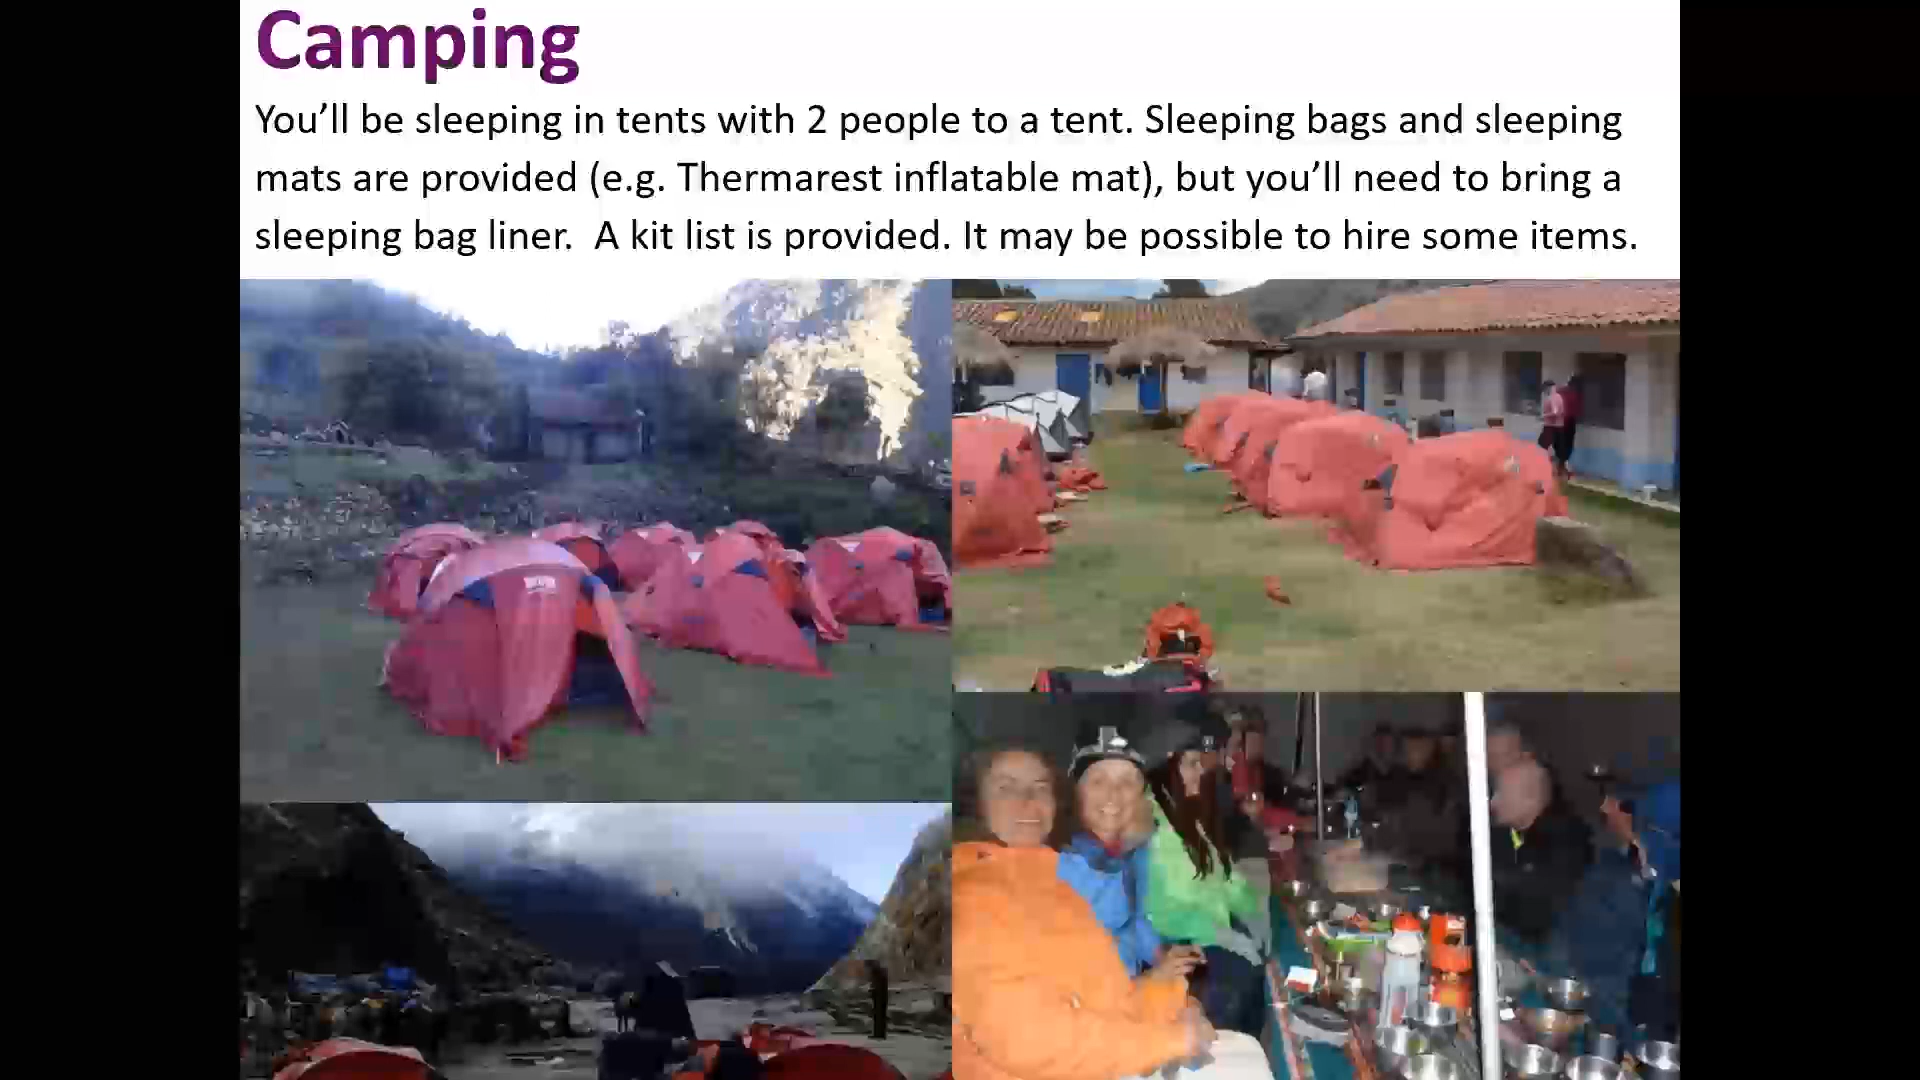 Camping
You’ll be sleeping in tents with 2 people to a tent. Sleeping bags and sleeping
mats are provided (e.g. Thermarest inflatable mat), but you’ll need to bring a
sleeping bag liner.  A kit list is provided. It may be possible to hire some items.